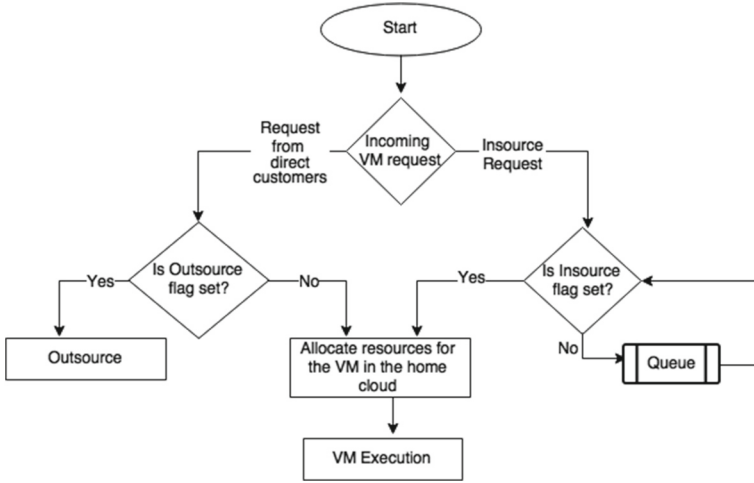 Start
Incoming
VM request
Request
from
direct
customers
Insource
Request
Is Outsource
flag set?
Yes
No
Is Insource
flag set?
Yes
No
Outsource
Allocate resources for
the VM in the home
cloud
Queue
VM Execution